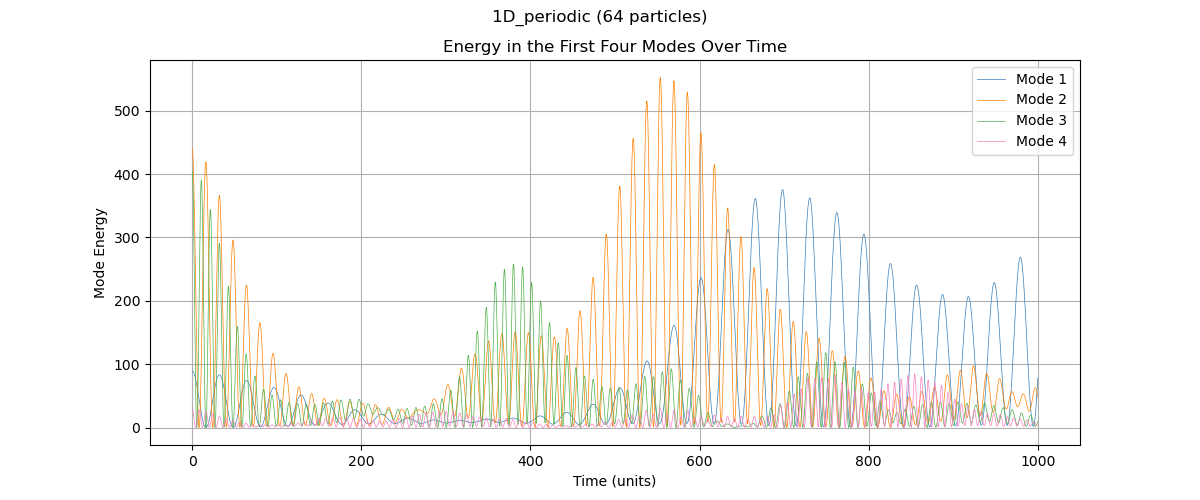 1D_periodic (64 particles)
Energy in the First Four Modes Over Time
Mode Energy
500
400
300
200
100
0
0 200 400 600 800 1000
Time (units)
Mode 1
Mode 2
Mode 3
Mode 4